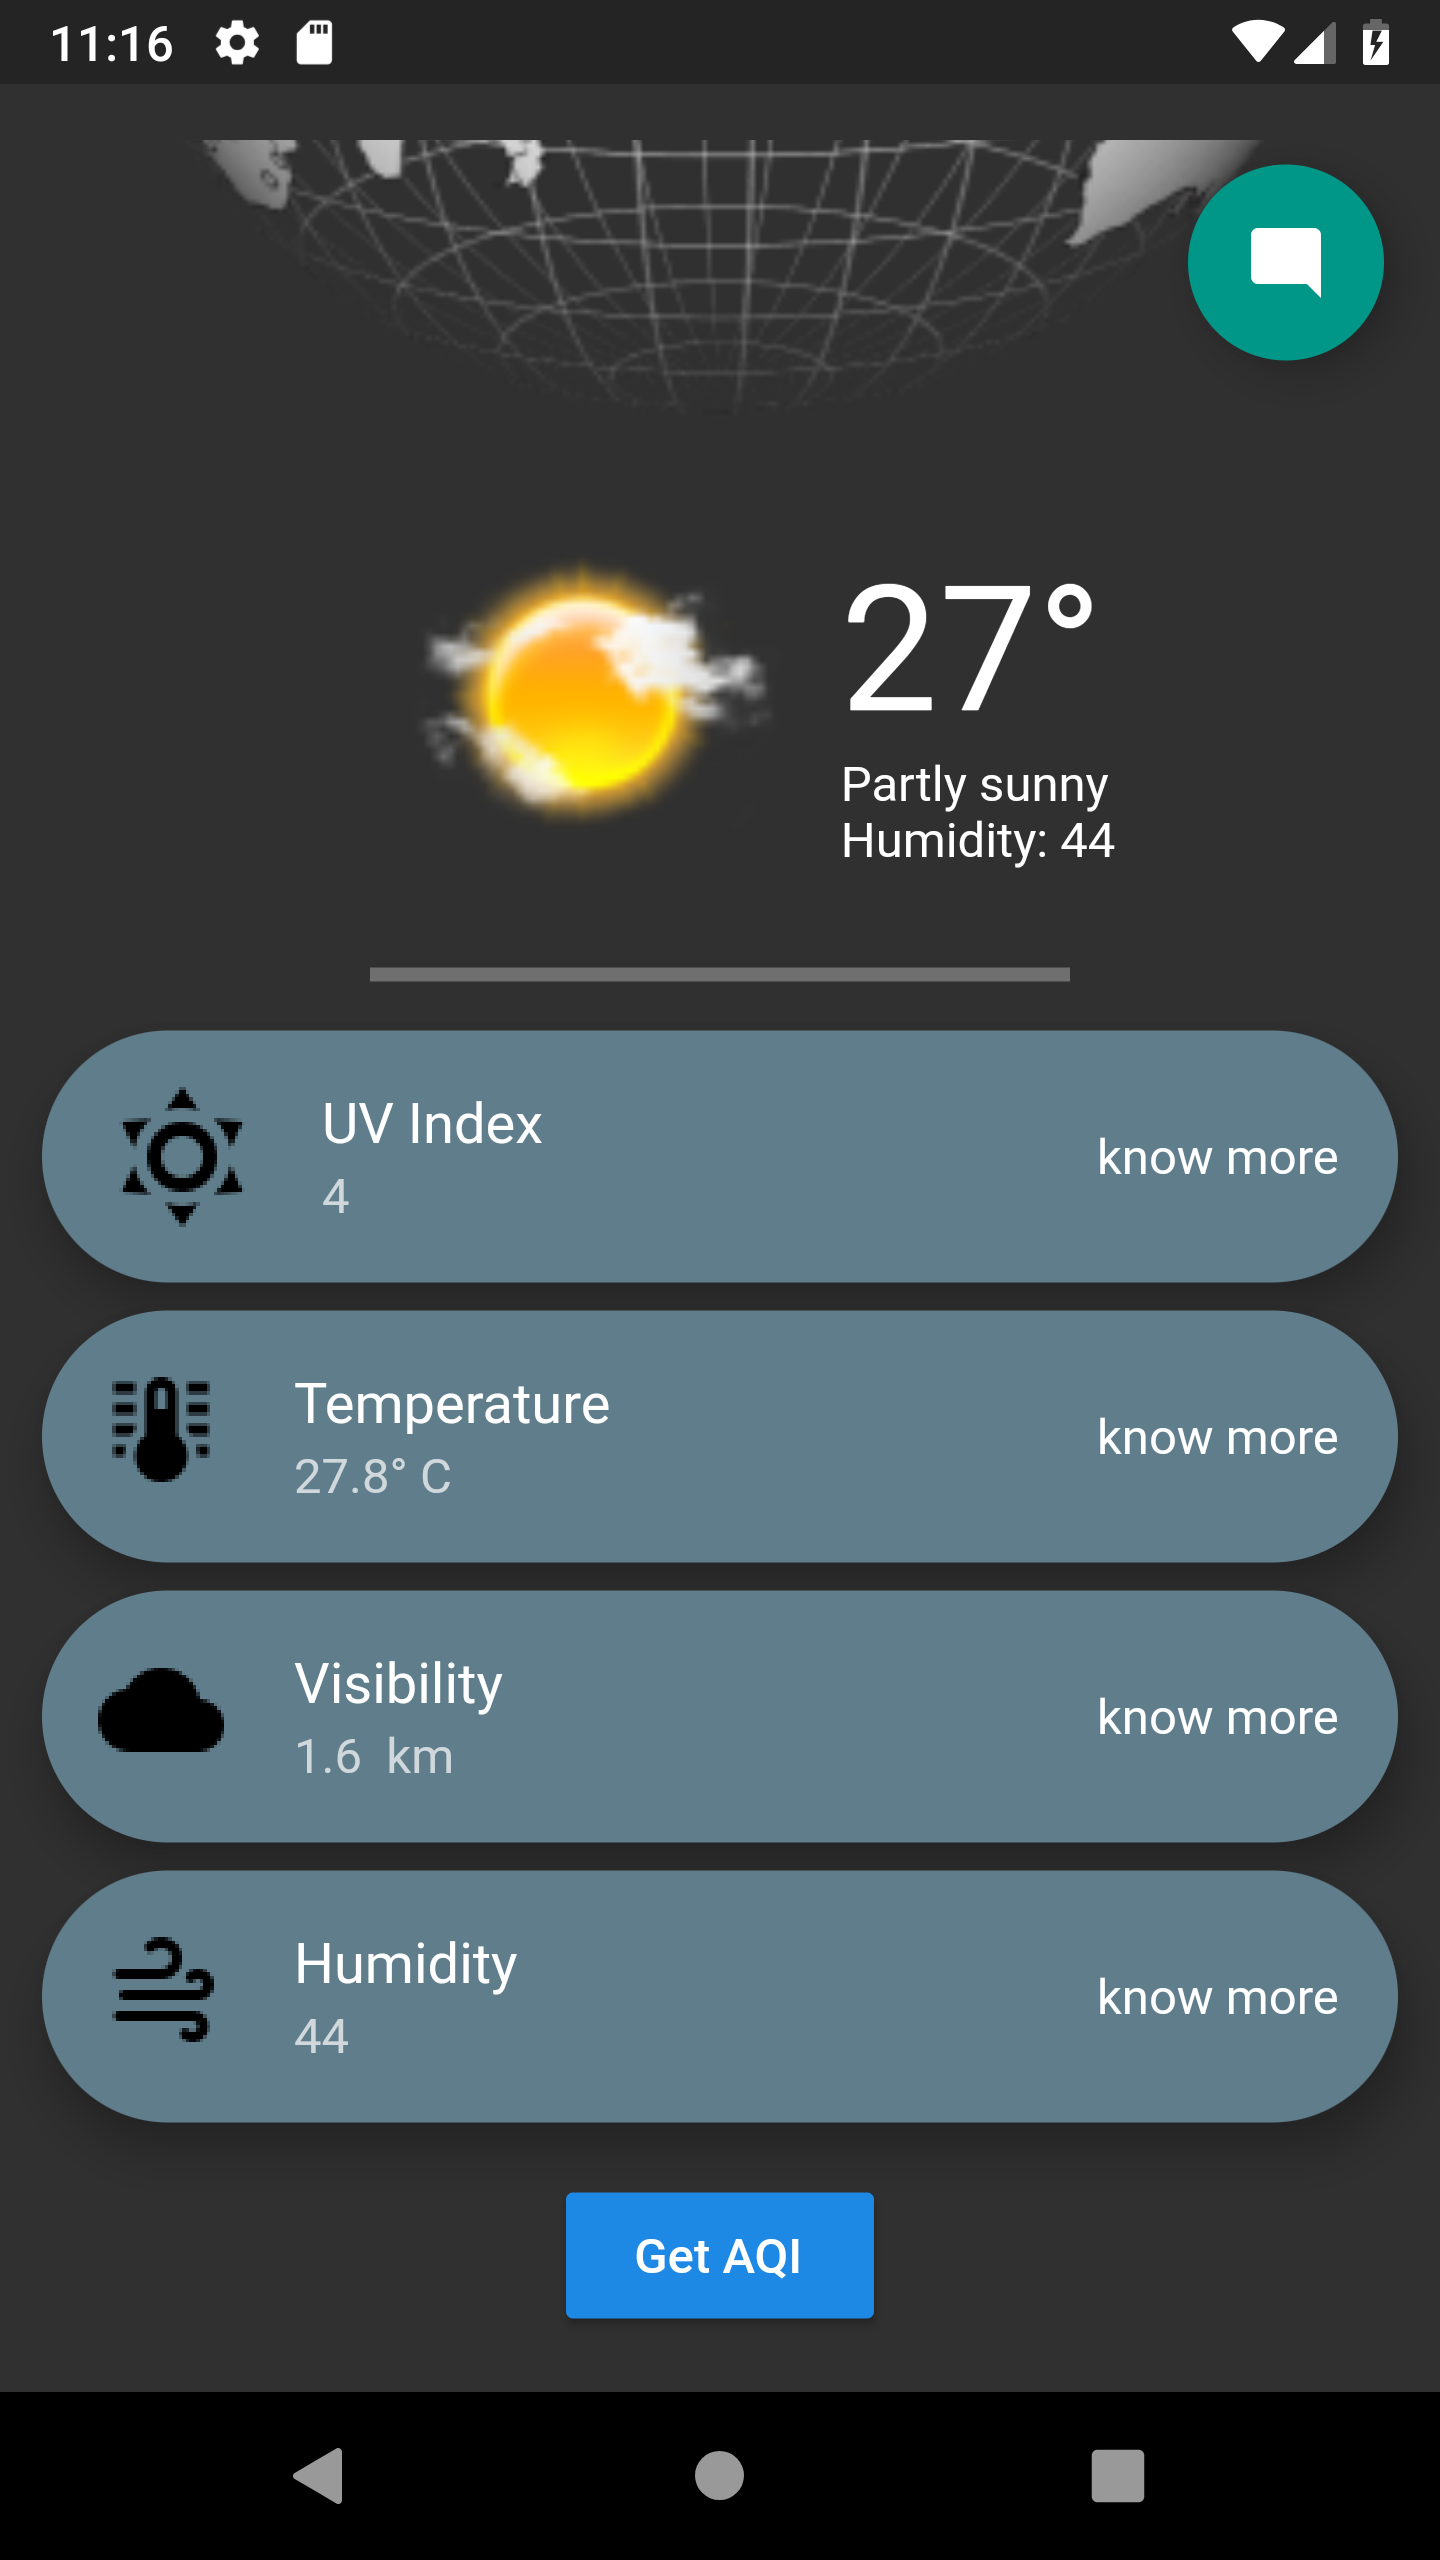 11:16
27°
Partly sunny
Humidity: 44
UV Index
4
know more
Temperature
27.8° C
know more
Visibility
1.6  km
know more
Humidity
44
know more
Get AQI